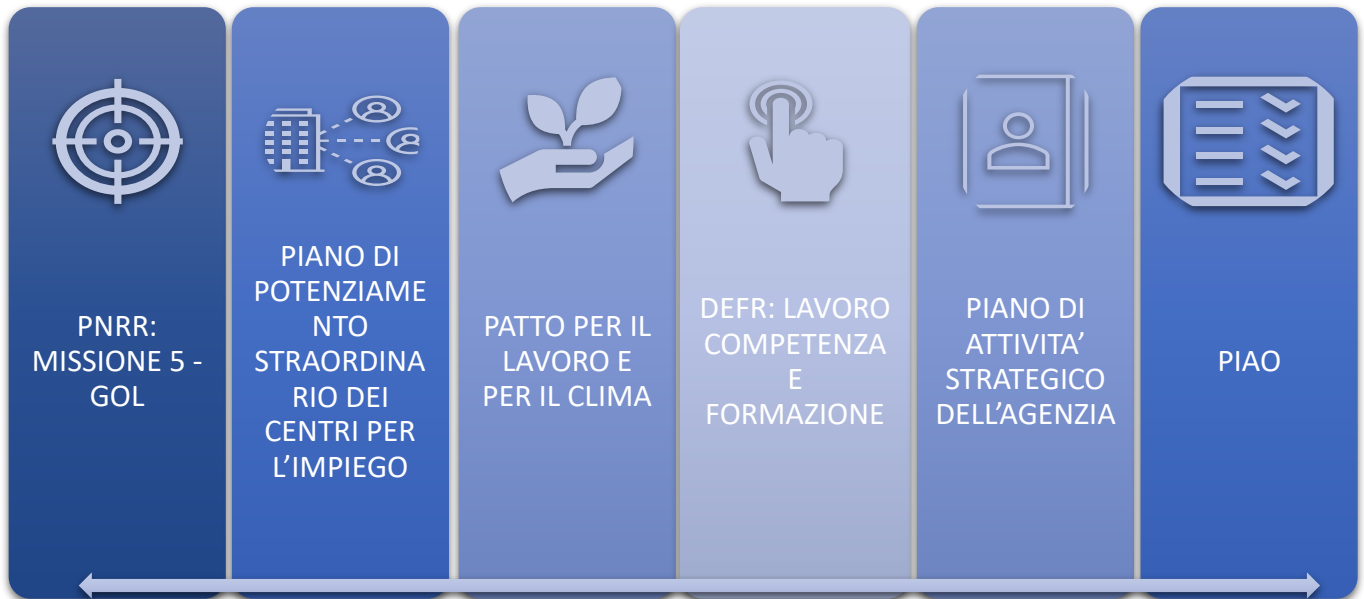 PNRR:
MISSIONE 5 -
GOL
PIANO DI
POTENZIAME
NTO
STRAORDINA
RIO DEI
CENTRI PER
L’IMPIEGO
PATTO PER IL
LAVORO E
PER IL CLIMA
DEFR: LAVORO
COMPETENZA
E
FORMAZIONE
PIANO DI
ATTIVITA’
STRATEGICO
DELL’AGENZIA
PIAO